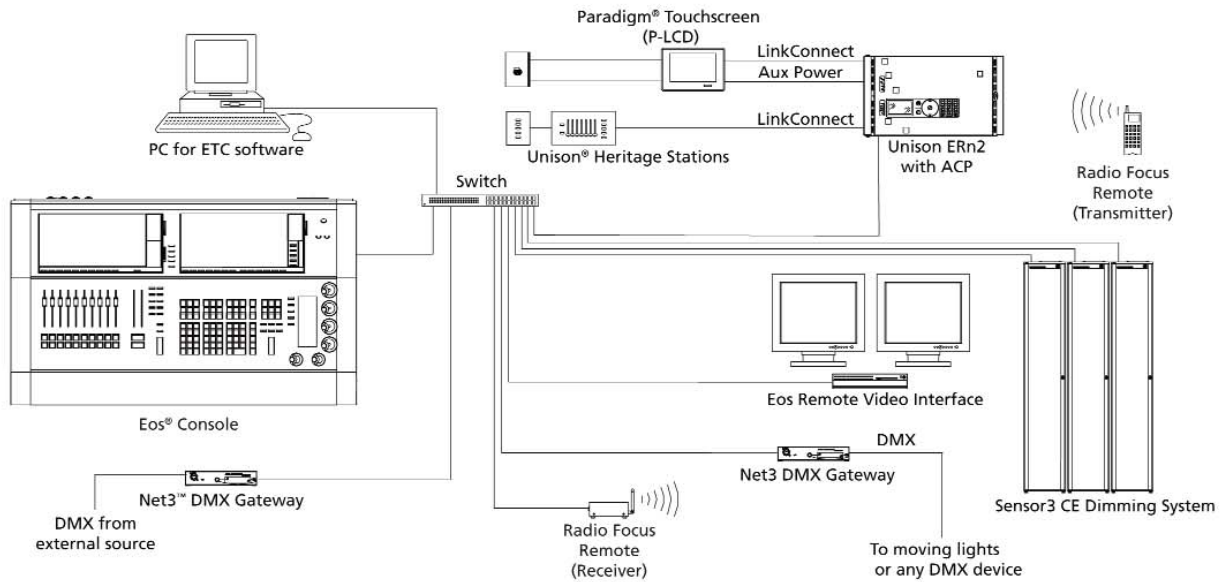 Paradigm® Touchscreen
(P-LCD)
LinkConnect
Aux Power
LinkConnect
PC for ETC software
Unison® Heritage Stations
Unison ERn2
with ACP
Radio Focus
Remote
(Transmitter)
Switch
Eos® Console
Eos Remote Video Interface
DMX
Net3™ DMX Gateway
Net3 DMX Gateway
Sensor3 CE Dimming System
DMX from
external source
Radio Focus
Remote
(Receiver)
To moving lights
or any DMX device